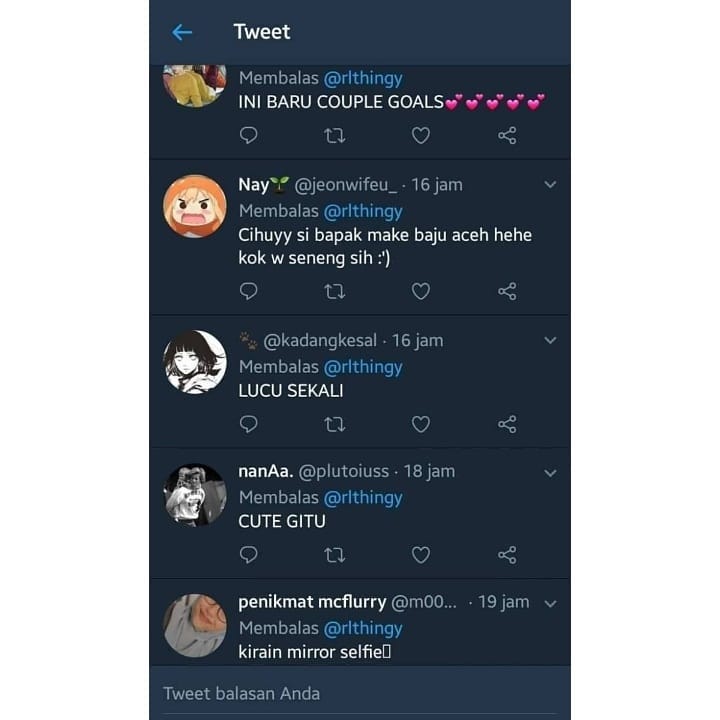 Tweet
Membalas @rlthingy
INI BARU COUPLE GOALS💕💕💕💕💕
Nay🌱 @jeonwifeu_ · 16 jam
Membalas @rlthingy
Cihuyy si bapak make baju aceh hehe
kok w seneng sih :')
🐾 @kadangkesal · 16 jam
Membalas @rlthingy
LUCU SEKALI
nanAa. @plutoiuss · 18 jam
Membalas @rlthingy
CUTE GITU
penikmat mcflurry @m00... · 19 jam
Membalas @rlthingy
kirain mirror selfie
Tweet balasan Anda